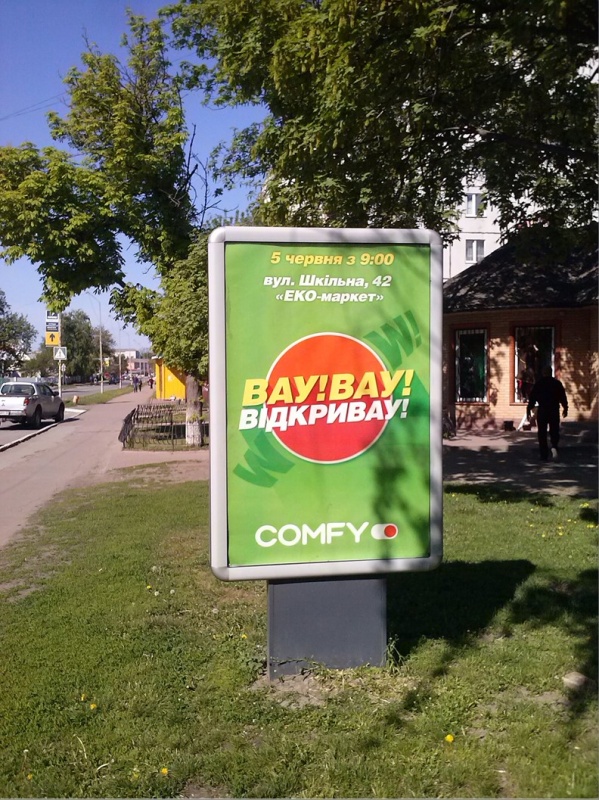 5 червня з 9:00
вул. Шкільна, 42
«ЕКО-маркет»
W!
ВАУ!ВАУ!
ВІДКРИВАУ!
W
COMFY